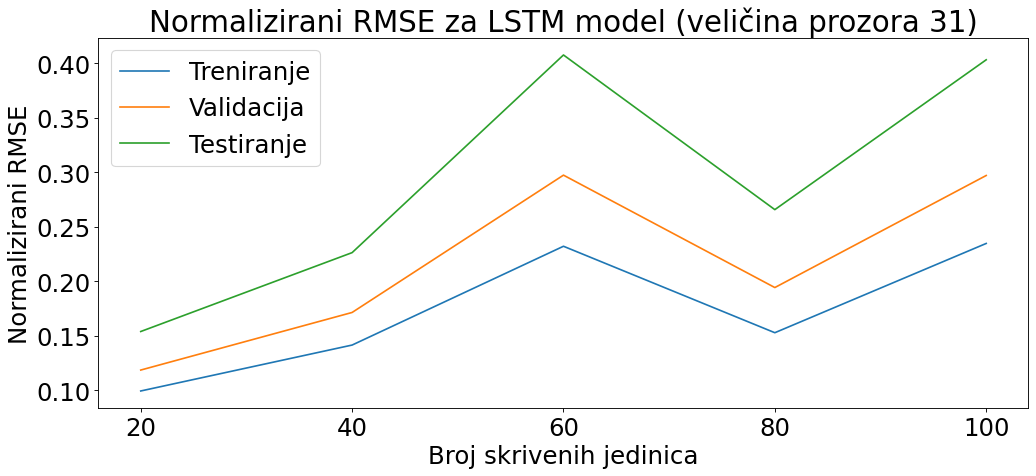 Normalizirani RMSE za LSTM model (veličina prozora 31)
Treniranje
Validacija
Testiranje
Normalizirani RMSE
0.40
0.35
0.30
0.25
0.20
0.15
0.10
20 40 60 80 100
Broj skrivenih jedinica